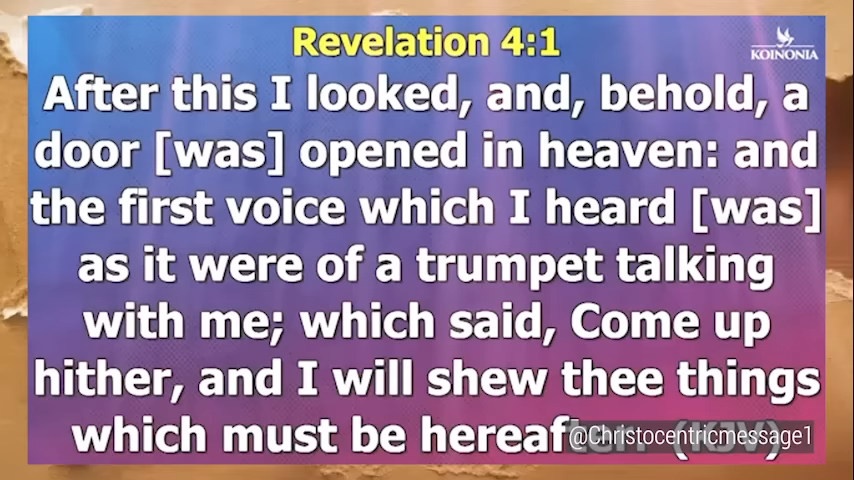 Revelation 4:1
KOINONIA
After this I looked, and, behold, a
door [was] opened in heaven: and
the first voice which I heard [was]
as it were of a trumpet talking
with me; which said, Come up
hither, and I will shew thee things
which must be hereafter. (KJV)
@Christocentricmessage1